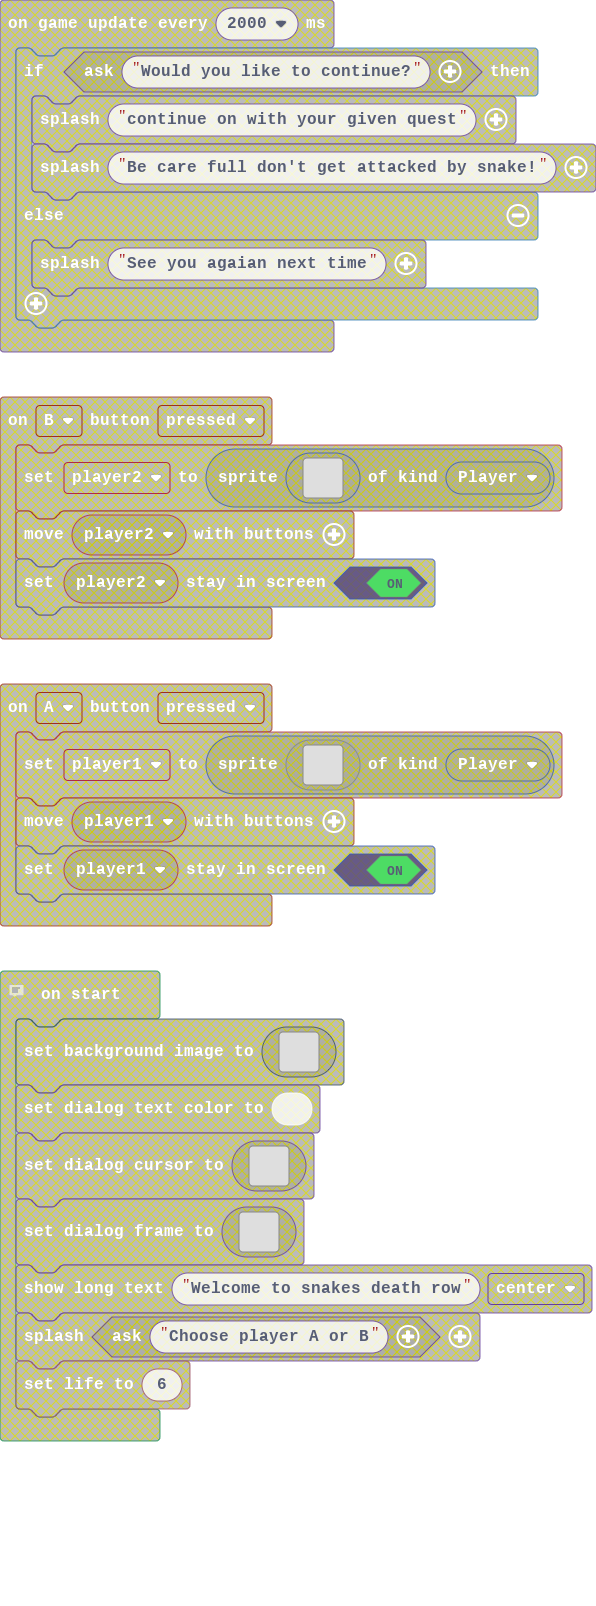 on game update every 2000 ms
if ask "Would you like to continue?" then
splash "continue on with your given quest"
splash "Be care full don't get attacked by snake!"
else
splash "See you agaian next time"
on B button pressed
set player2 to sprite of kind Player
move player2 with buttons
set player2 stay in screen ON
on A button pressed
set player1 to sprite of kind Player
move player1 with buttons
set player1 stay in screen ON
on start
set background image to
set dialog text color to
set dialog cursor to
set dialog frame to
show long text "Welcome to snakes death row" center
splash ask "Choose player A or B"
set life to 6